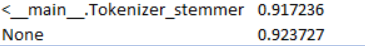 <__main__.Tokenizer_stemmer 0.917236
None 0.923727